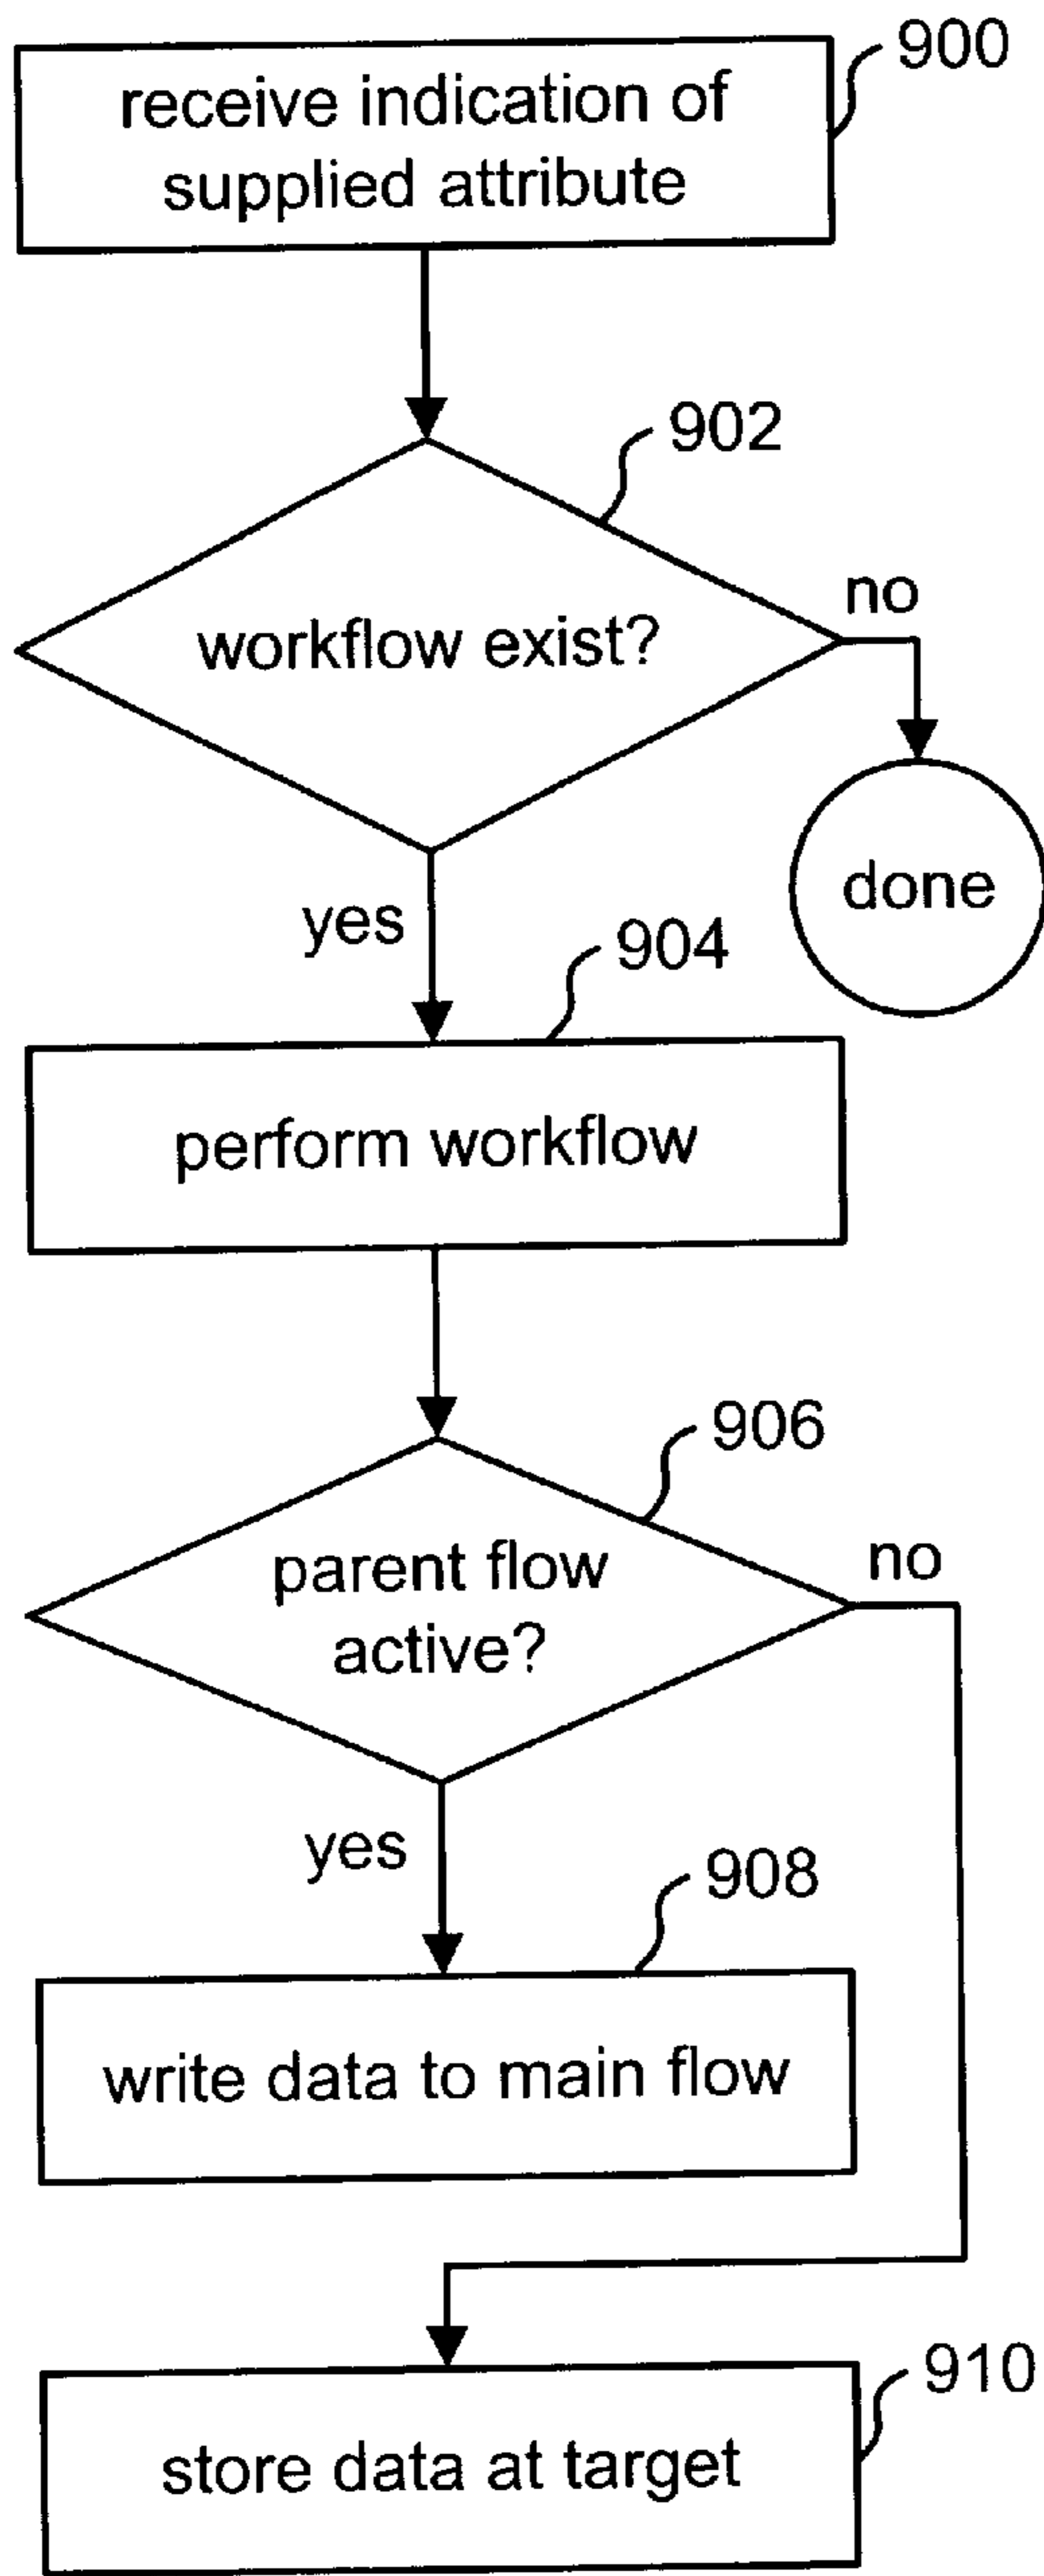 900
receive indication of
supplied attribute
902
no
workflow exist?
done
yes
904
perform workflow
906
no
parent flow
active?
yes
908
write data to main flow
910
store data at target